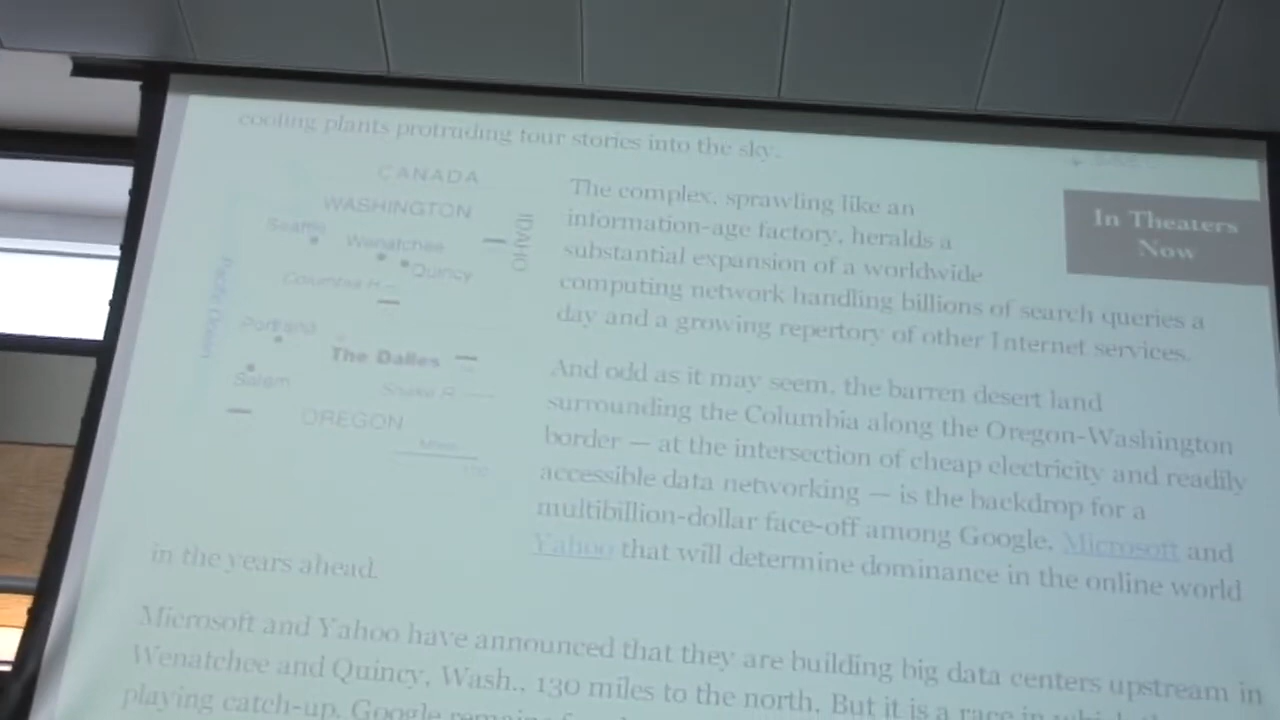 cooling plants protruding four stories into the sky.
CANADA
WASHINGTON
IDAHO
Seattle
Wenatchee
Quincy
Columbia R.
Pacific Ocean
Portland
The Dalles
Salem
Snake R.
OREGON
Miles
The complex, sprawling like an
information-age factory, heralds a
substantial expansion of a worldwide
computing network handling billions of search queries a
day and a growing repertory of other Internet services.
In Theaters
Now
And odd as it may seem, the barren desert land
surrounding the Columbia along the Oregon-Washington
border — at the intersection of cheap electricity and readily
accessible data networking — is the backdrop for a
multibillion-dollar face-off among Google, Microsoft and
Yahoo that will determine dominance in the online world
in the years ahead.
Microsoft and Yahoo have announced that they are building big data centers upstream in
Wenatchee and Quincy, Wash., 130 miles to the north. But it is a race in which
playing catch-up. Google